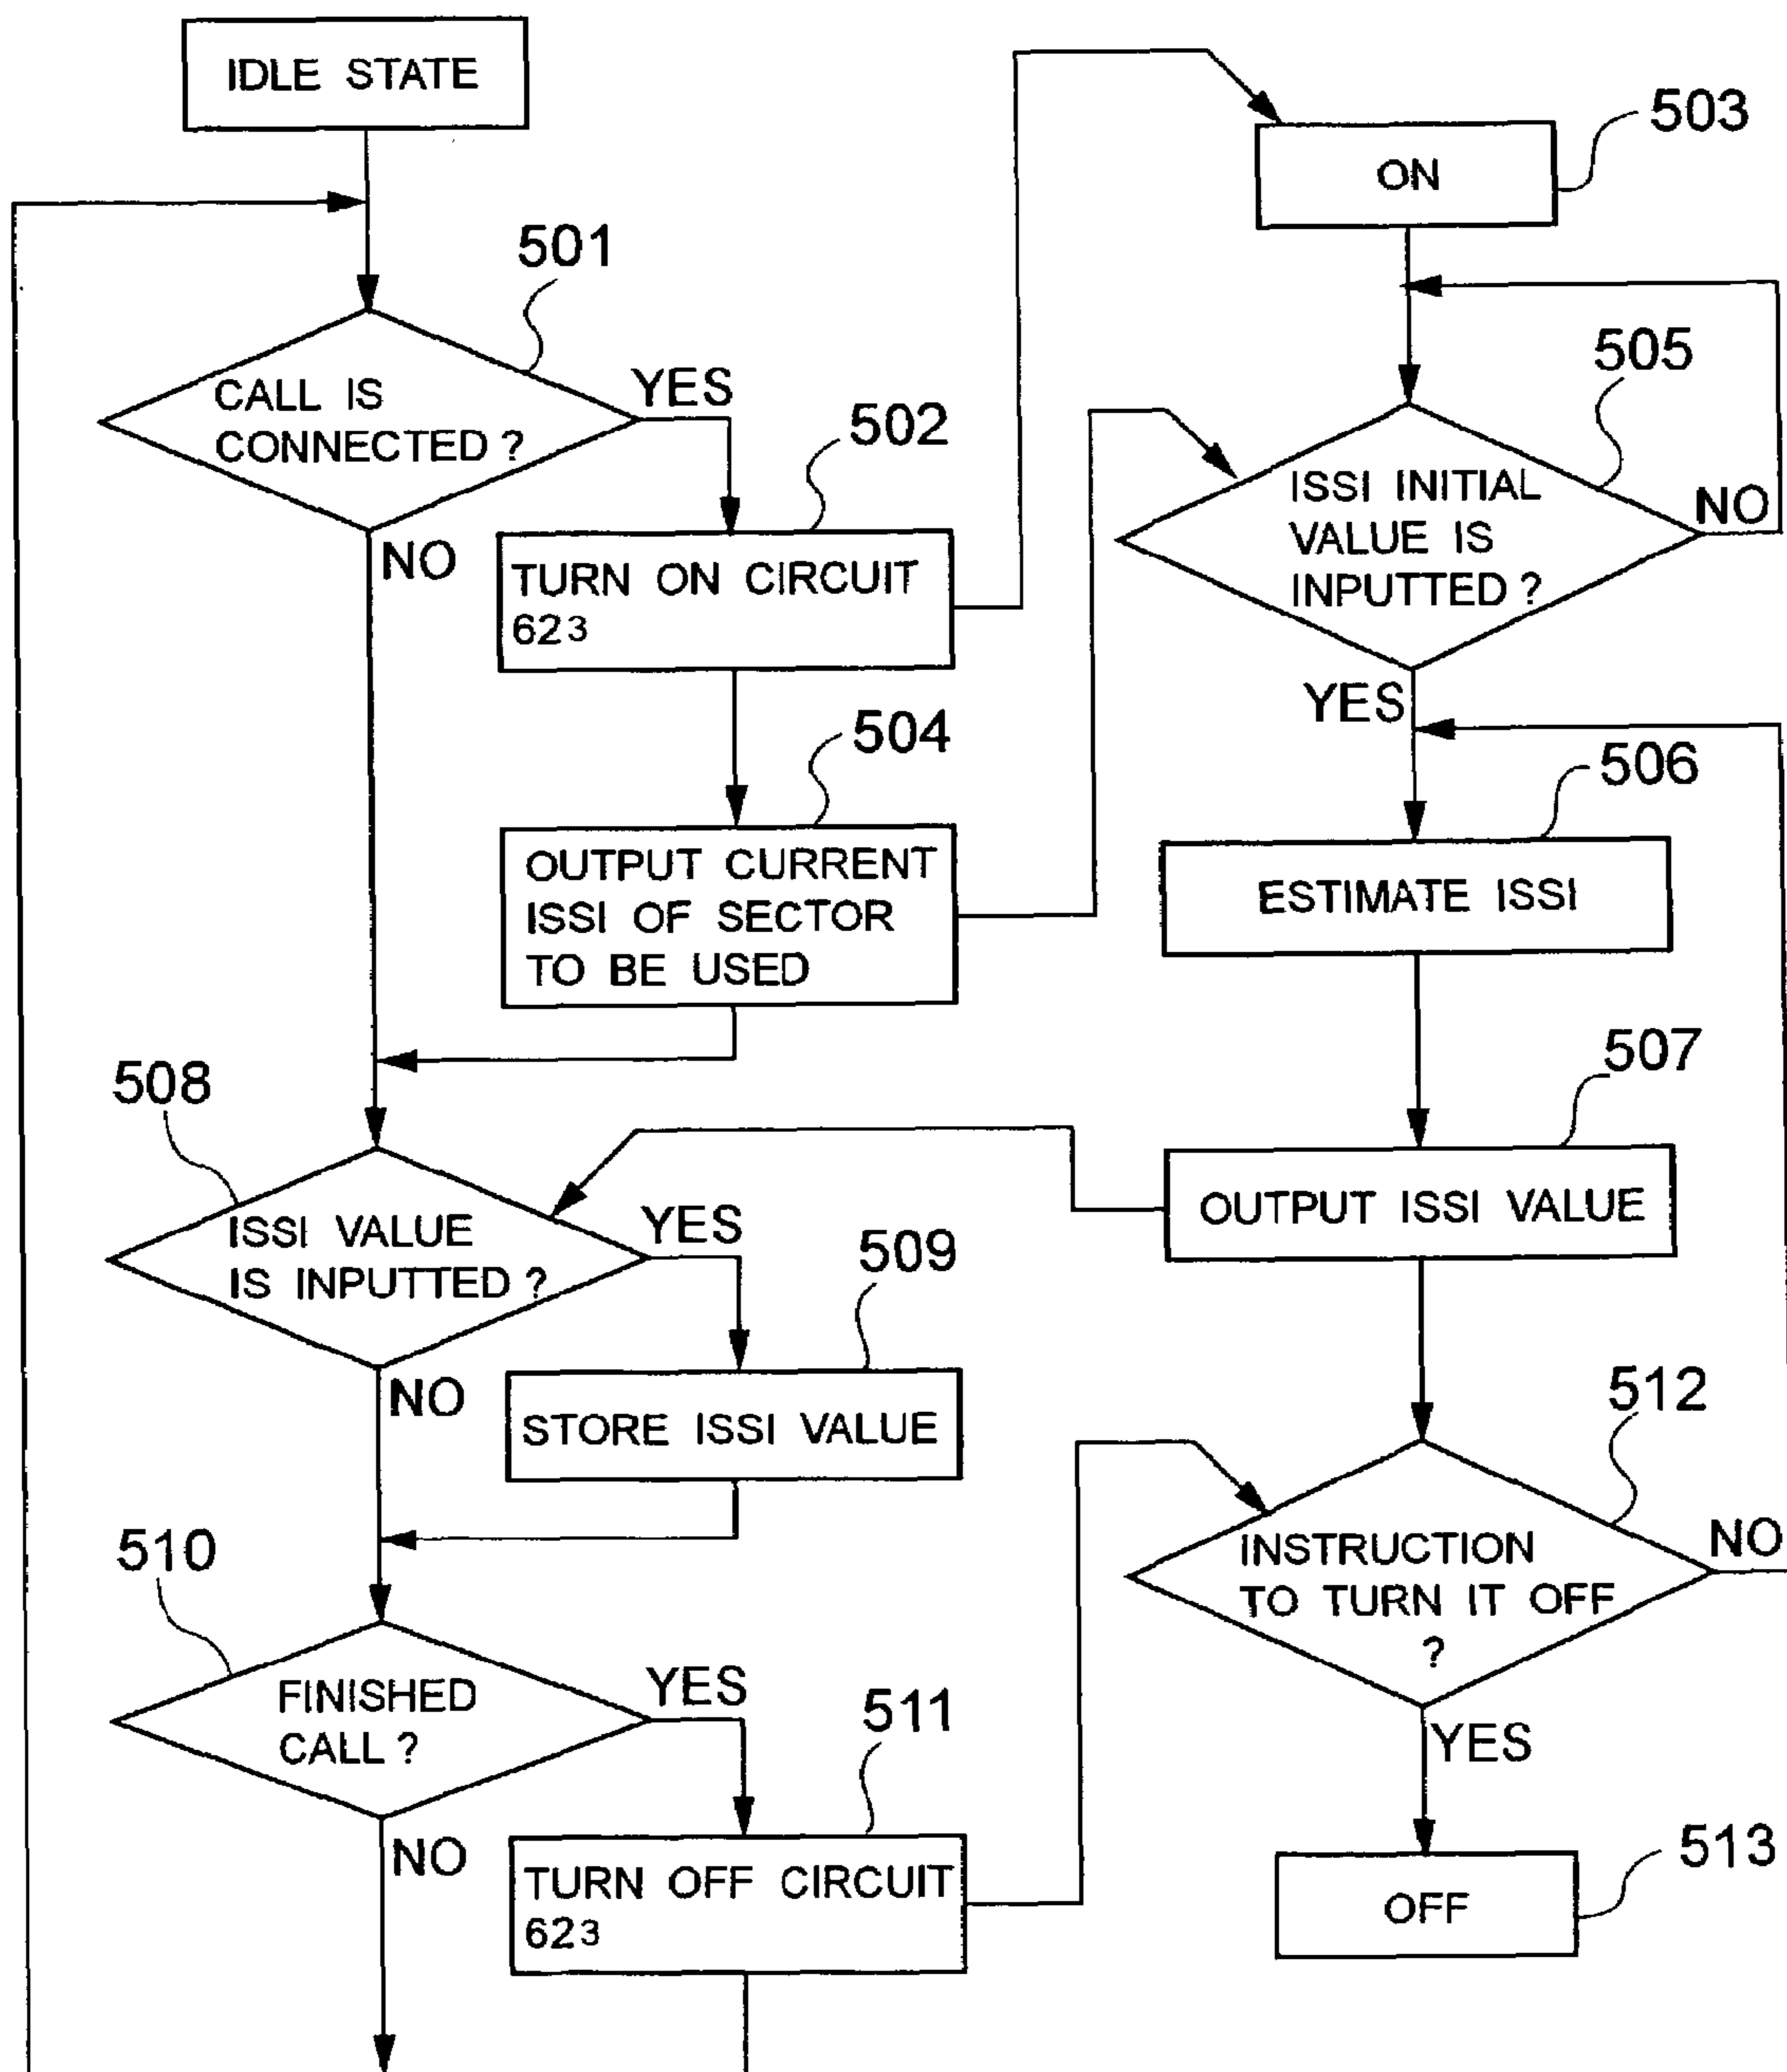 IDLE STATE
501
CALL IS
CONNECTED ?
YES
NO
502
TURN ON CIRCUIT
623
504
OUTPUT CURRENT
ISSI OF SECTOR
TO BE USED
508
ISSI VALUE
IS INPUTTED ?
YES
NO
509
STORE ISSI VALUE
510
FINISHED
CALL ?
YES
NO
511
TURN OFF CIRCUIT
623
503
ON
505
ISSI INITIAL
VALUE IS
INPUTTED ?
NO
YES
506
ESTIMATE ISSI
507
OUTPUT ISSI VALUE
512
INSTRUCTION
TO TURN IT OFF
?
NO
YES
513
OFF